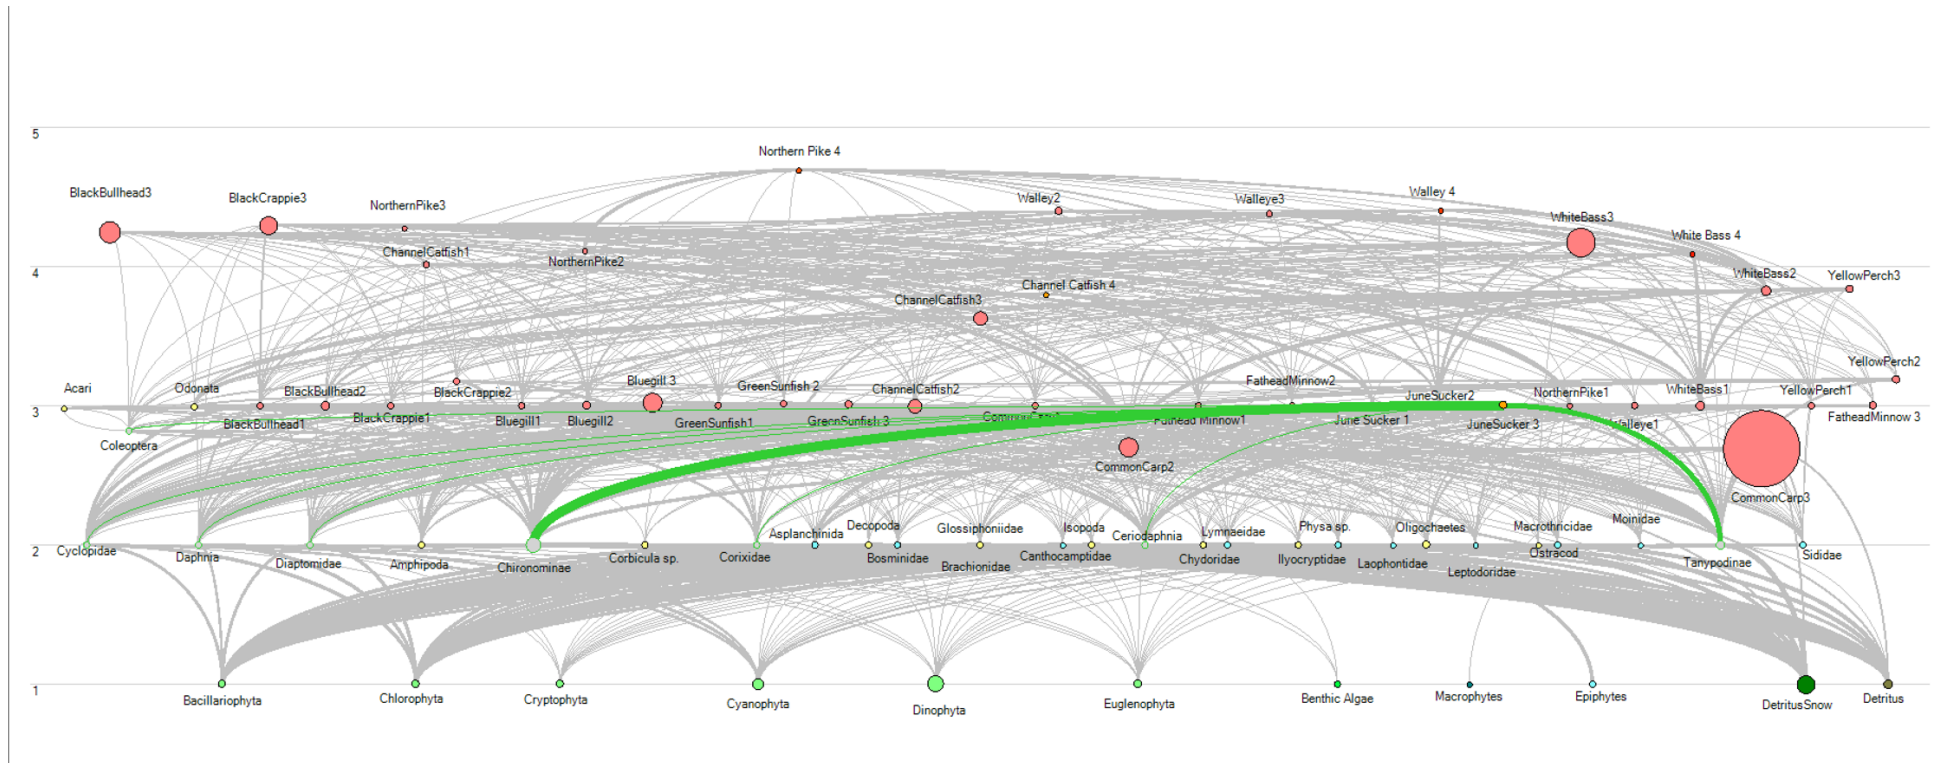 5
Northern Pike 4
BlackBullhead3
BlackCrappie3
NorthernPike3
Walley2
Walleye3
Walley 4
WhiteBass3
White Bass 4
ChannelCatfish1
NorthernPike2
4
WhiteBass2
YellowPerch3
Channel Catfish 4
ChannelCatfish3
YellowPerch2
Acari
Odonata
BlackBullhead2
BlackCrappie2
Bluegill 3
GreenSunfish 2
ChannelCatfish2
FatheadMinnow2
JuneSucker2
NorthernPike1
WhiteBass1
YellowPerch1
3
BlackBullhead1
BlackCrappie1
Bluegill1
Bluegill2
GreenSunfish1
GreenSunfish 3
Fathead Minnow1
June Sucker 1
JuneSucker 3
Walleye1
FatheadMinnow 3
Coleoptera
CommonCarp2
CommonCarp3
Asplanchinida
Decopoda
Glossiphoniidae
Isopoda
Ceriodaphnia
Lymnaeidae
Physa sp.
Oligochaetes
Macrothricidae
Moinidae
2
Cyclopidae
Daphnia
Diaptomidae
Amphipoda
Chironominae
Corbicula sp.
Corixidae
Bosminidae
Brachionidae
Canthocamptidae
Chydoridae
Ilyocryptidae
Laophontidae
Leptodoridae
Ostracod
Tanypodinae
Sididae
1
Bacillariophyta
Chlorophyta
Cryptophyta
Cyanophyta
Dinophyta
Euglenophyta
Benthic Algae
Macrophytes
Epiphytes
DetritusSnow
Detritus